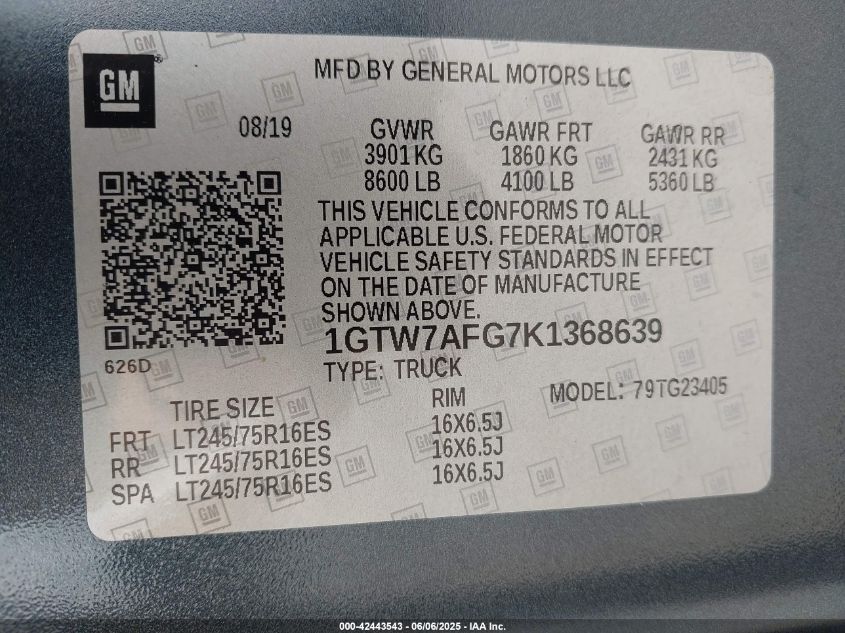 GM ®
MFD BY GENERAL MOTORS LLC
08/19 GVWR GAWR FRT GAWR RR
3901 KG 1860 KG 2431 KG
8600 LB 4100 LB 5360 LB
THIS VEHICLE CONFORMS TO ALL
APPLICABLE U.S. FEDERAL MOTOR
VEHICLE SAFETY STANDARDS IN EFFECT
ON THE DATE OF MANUFACTURE
SHOWN ABOVE.
1GTW7AFG7K1368639
626D
TYPE: TRUCK
MODEL: 79TG23405
TIRE SIZE RIM
FRT LT245/75R16ES 16X6.5J
RR LT245/75R16ES 16X6.5J
SPA LT245/75R16ES 16X6.5J
000-42443543 - 06/06/2025 - IAA Inc.